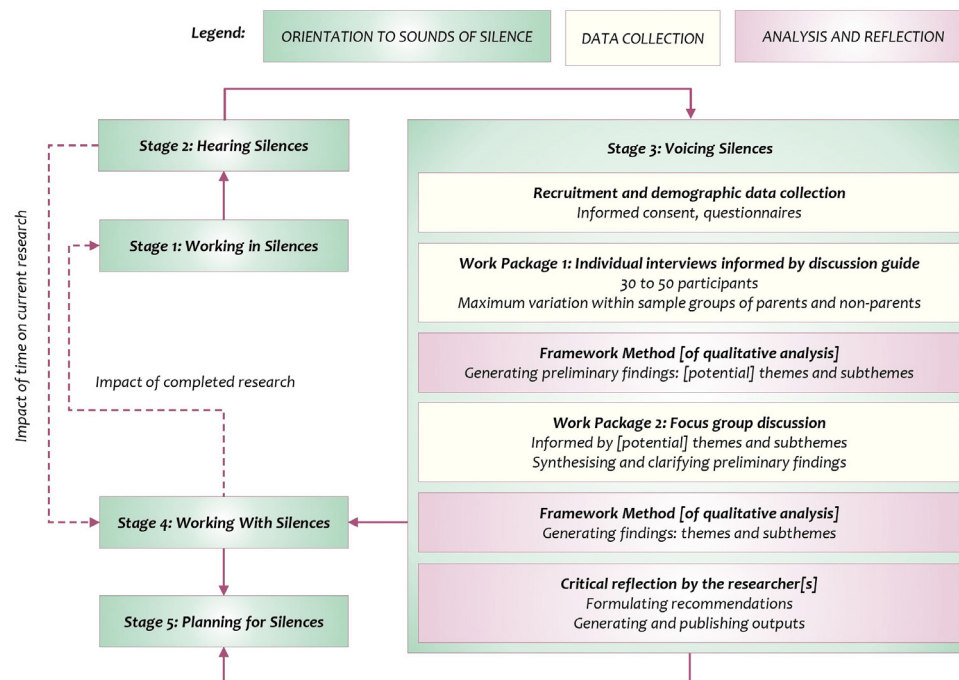 Legend:
ORIENTATION TO SOUNDS OF SILENCE
DATA COLLECTION
ANALYSIS AND REFLECTION
Stage 2: Hearing Silences
Stage 1: Working in Silences
Impact of time on current research
Impact of completed research
Stage 4: Working With Silences
Stage 5: Planning for Silences
Stage 3: Voicing Silences
Recruitment and demographic data collection
Informed consent, questionnaires
Work Package 1: Individual interviews informed by discussion guide
30 to 50 participants
Maximum variation within sample groups of parents and non-parents
Framework Method [of qualitative analysis]
Generating preliminary findings: [potential] themes and subthemes
Work Package 2: Focus group discussion
Informed by [potential] themes and subthemes
Synthesising and clarifying preliminary findings
Framework Method [of qualitative analysis]
Generating findings: themes and subthemes
Critical reflection by the researcher[s]
Formulating recommendations
Generating and publishing outputs